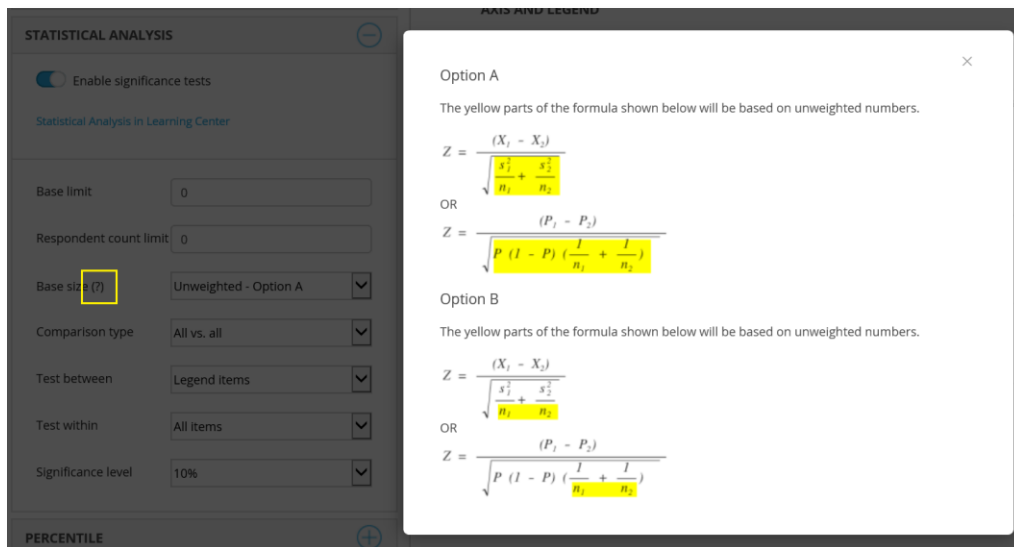 AXIS AND LEGEND
STATISTICAL ANALYSIS
Enable significance tests
Statistical Analysis in Learning Center
Base limit
0
Respondent count limit
0
Base size (?)
Unweighted - Option A
Comparison type
All vs. all
Test between
Legend items
Test within
All items
Significance level
10%
PERCENTILE
×
Option A
The yellow parts of the formula shown below will be based on unweighted numbers.
Z = (X₁ - X₂) / √(s₁²/n₁ + s₂²/n₂)
OR
Z = (P₁ - P₂) / √(P (1 - P) (1/n₁ + 1/n₂))
Option B
The yellow parts of the formula shown below will be based on unweighted numbers.
Z = (X₁ - X₂) / √(s₁²/n₁ + s₂²/n₂)
OR
Z = (P₁ - P₂) / √(P (1 - P) (1/n₁ + 1/n₂))